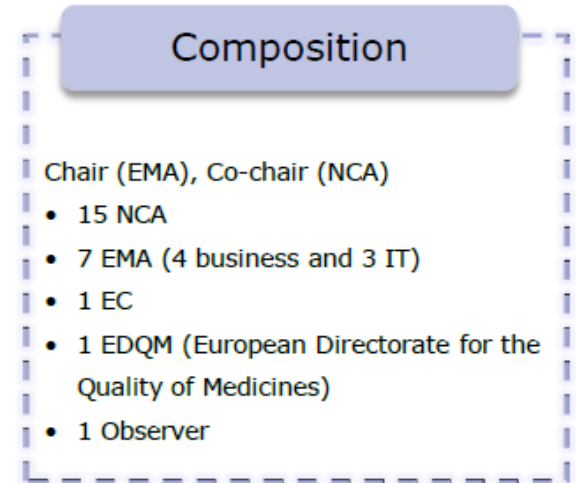 Composition
Chair (EMA), Co-chair (NCA)
• 15 NCA
• 7 EMA (4 business and 3 IT)
• 1 EC
• 1 EDQM (European Directorate for the
Quality of Medicines)
• 1 Observer